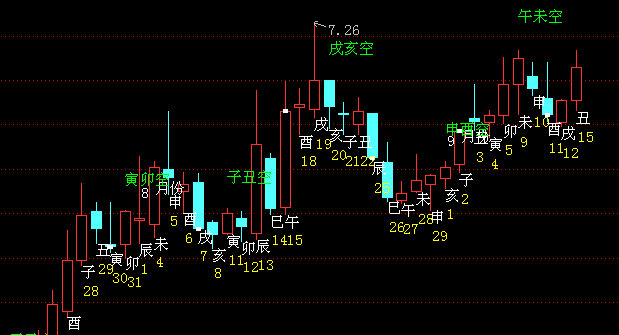 午未空
7.26
戌亥空
申酉空
寅卯空
子丑空
8月份
9月
酉
子
28
丑
29
寅
30
卯
31
辰
1
未
4
申
5
酉
6
戌
7
亥
8
寅
11
卯
12
辰
13
巳
14
午
15
酉
18
戌
19
亥
20
子
21
丑
22
辰
25
巳
26
午
27
未
28
申
29
亥
1
子
2
丑
3
寅
4
卯
5
未
9
申
10
酉
11
戌
12
丑
15